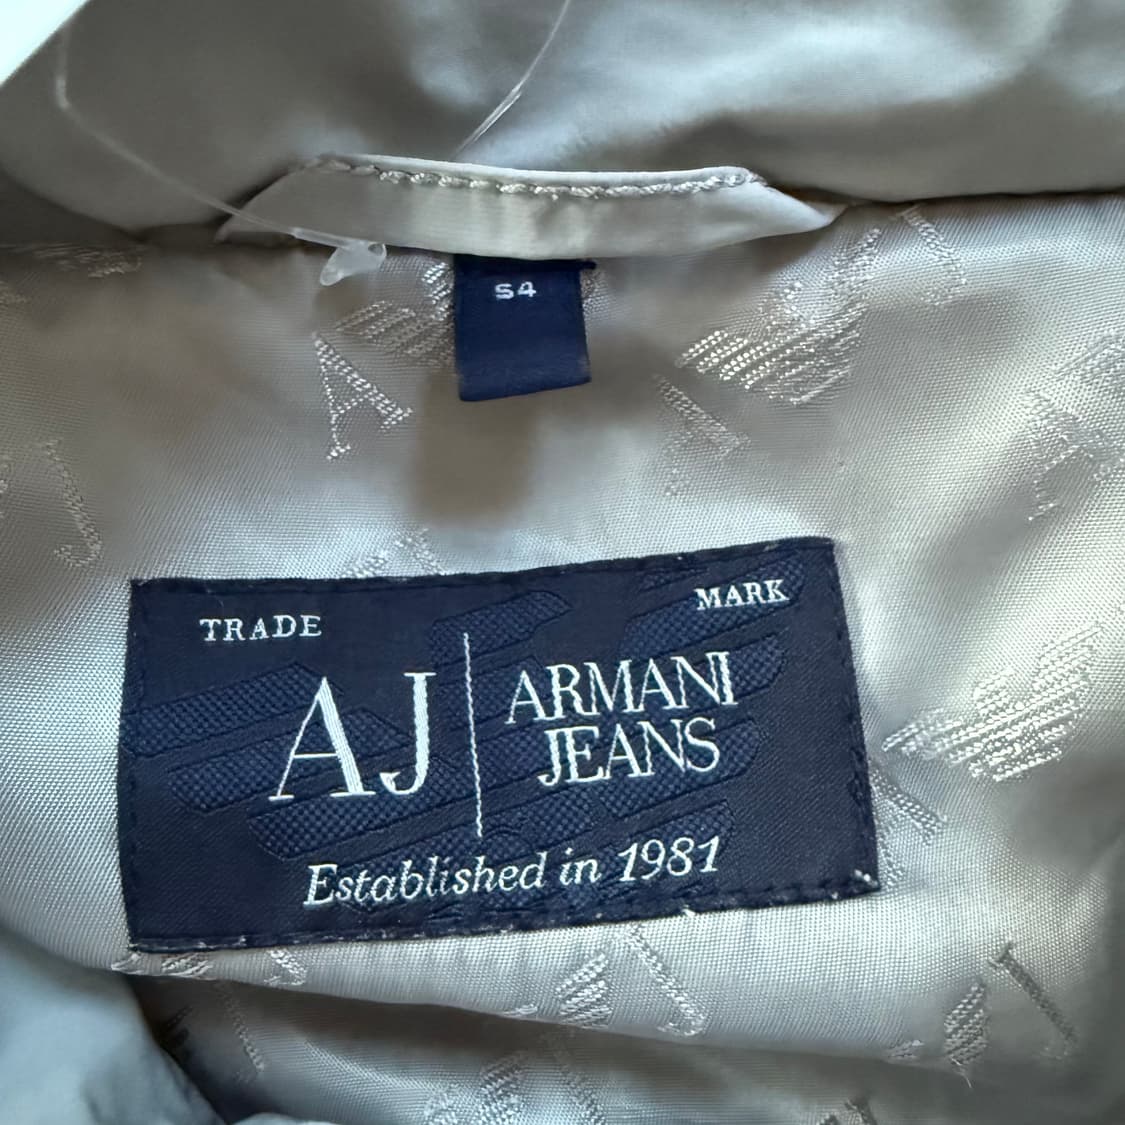 54
TRADE MARK
AJ ARMANI
JEANS
Established in 1981